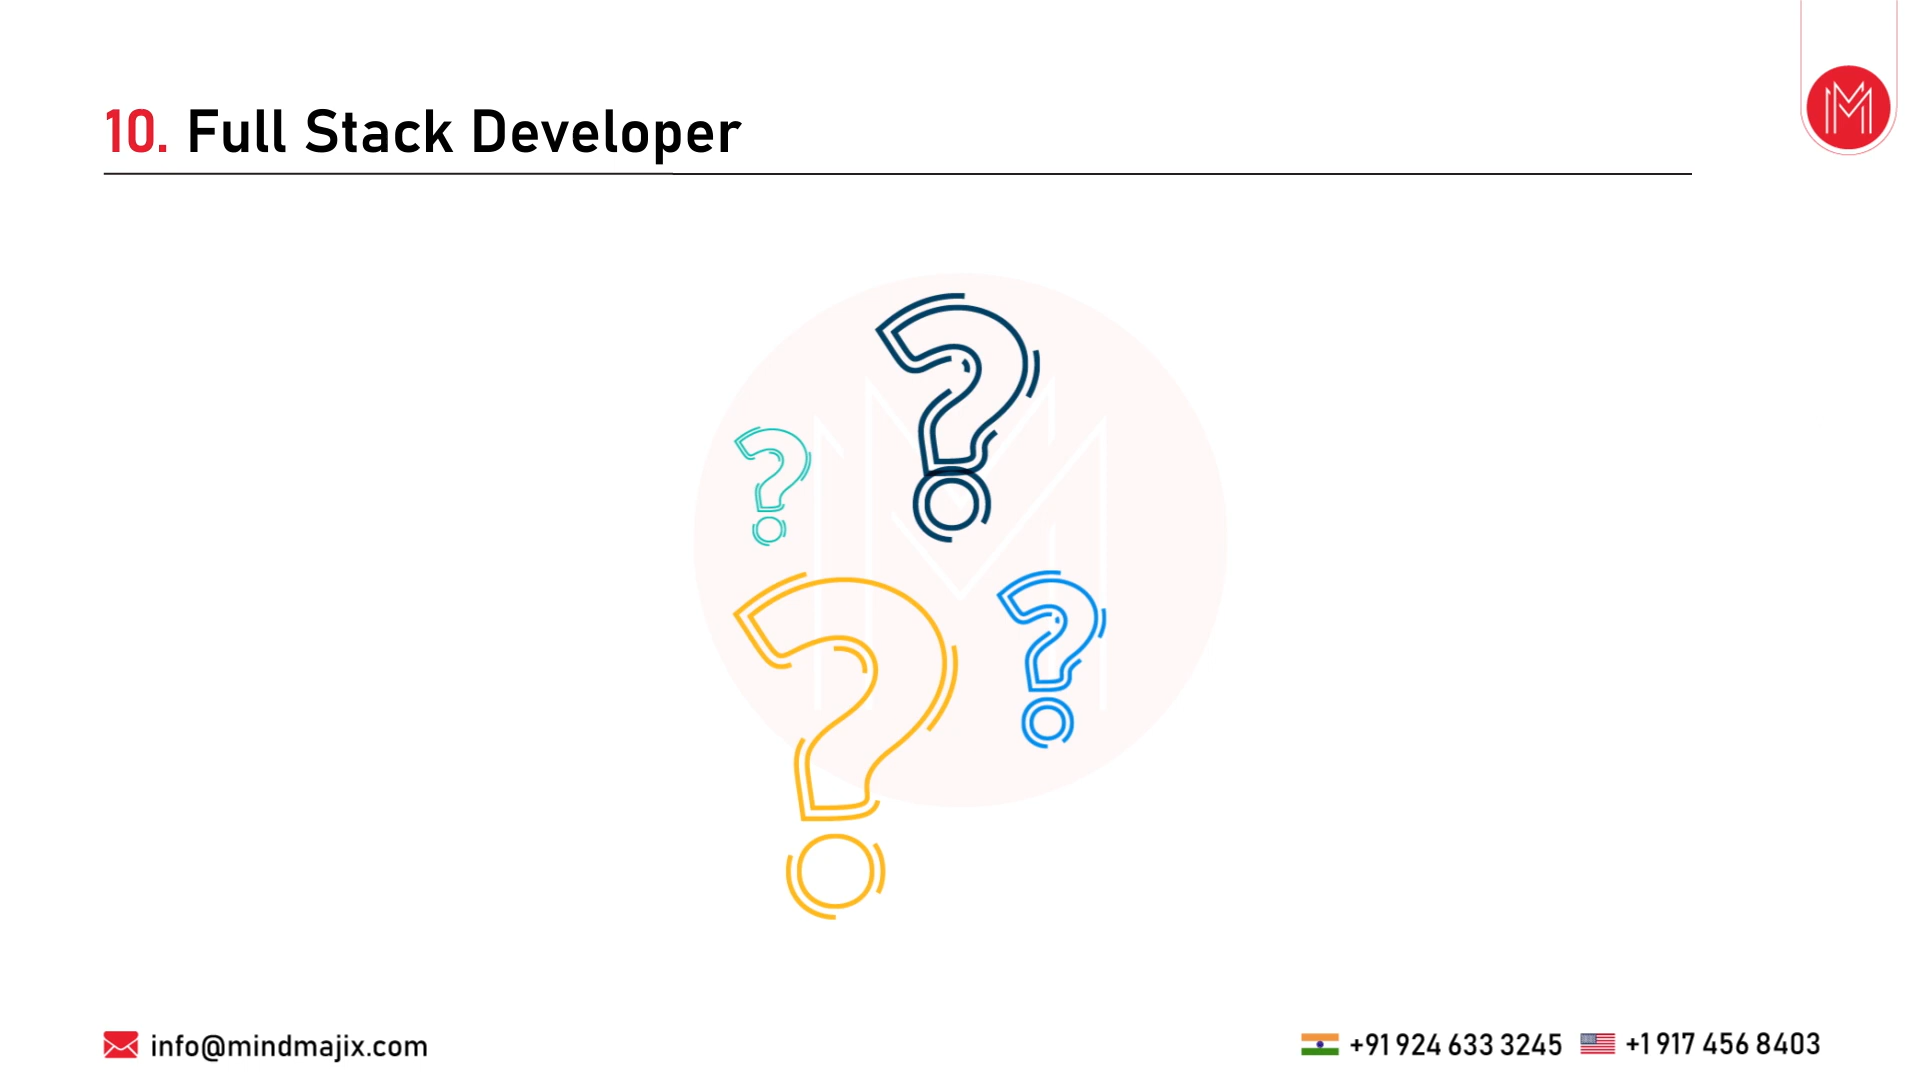 10. Full Stack Developer
? ? ? ?
info@mindmajix.com
+91 924 633 3245 +1 917 456 8403